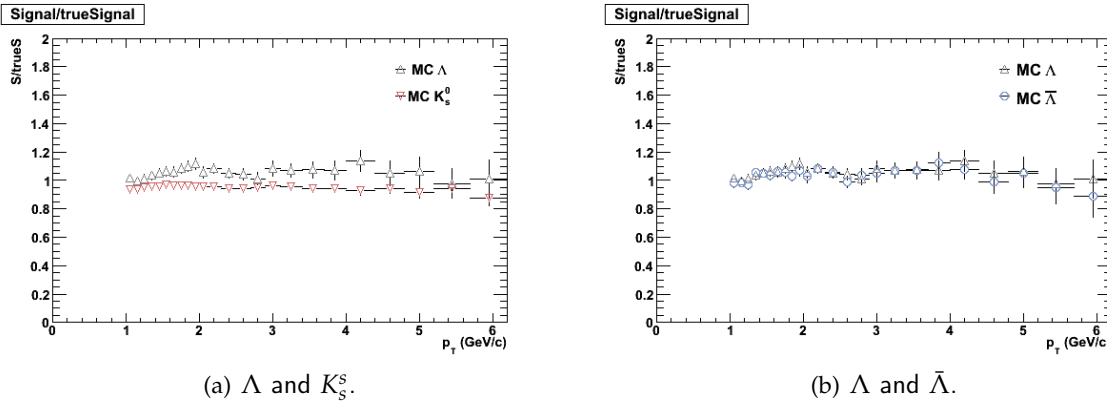 Signal/trueSignal
S/trueS
2
1.8
1.6
1.4
1.2
1
0.8
0.6
0.4
0.2
0
MC Λ
MC K⁰ₛ
0 1 2 3 4 5 6
p_T (GeV/c)
(a) Λ and Kˢₛ.
Signal/trueSignal
S/trueS
2
1.8
1.6
1.4
1.2
1
0.8
0.6
0.4
0.2
0
MC Λ
MC Λ̄
0 1 2 3 4 5 6
p_T (GeV/c)
(b) Λ and Λ̄.